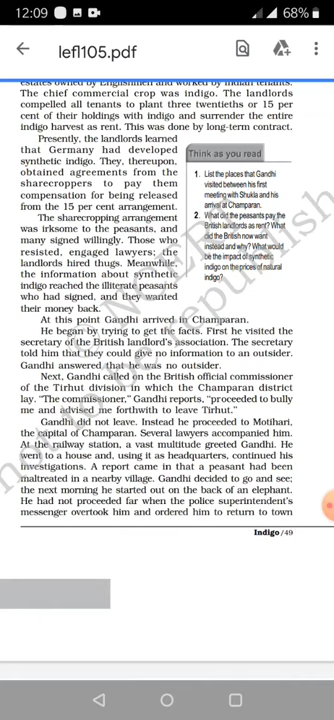 12:09
68%
lefl105.pdf
estates owned by Englishmen and worked by Indian tenants.
The chief commercial crop was indigo. The landlords
compelled all tenants to plant three twentieths or 15 per
cent of their holdings with indigo and surrender the entire
indigo harvest as rent. This was done by long-term contract.
Presently, the landlords learned
that Germany had developed
synthetic indigo. They, thereupon,
obtained agreements from the
sharecroppers to pay them
compensation for being released
from the 15 per cent arrangement.
The sharecropping arrangement
was irksome to the peasants, and
many signed willingly. Those who
resisted, engaged lawyers; the
landlords hired thugs. Meanwhile,
the information about synthetic
indigo reached the illiterate peasants
who had signed, and they wanted
their money back.
Think as you read
1. List the places that Gandhi
visited between his first
meeting with Shukla and his
arrival at Champaran.
2. What did the peasants pay the
British landlords as rent? What
did the British now want
instead and why? What would
be the impact of synthetic
indigo on the prices of natural
indigo?
At this point Gandhi arrived in Champaran.
He began by trying to get the facts. First he visited the
secretary of the British landlord's association. The secretary
told him that they could give no information to an outsider.
Gandhi answered that he was no outsider.
Next, Gandhi called on the British official commissioner
of the Tirhut division in which the Champaran district
lay. "The commissioner," Gandhi reports, "proceeded to bully
me and advised me forthwith to leave Tirhut."
Gandhi did not leave. Instead he proceeded to Motihari,
the capital of Champaran. Several lawyers accompanied him.
At the railway station, a vast multitude greeted Gandhi. He
went to a house and, using it as headquarters, continued his
investigations. A report came in that a peasant had been
maltreated in a nearby village. Gandhi decided to go and see;
the next morning he started out on the back of an elephant.
He had not proceeded far when the police superintendent's
messenger overtook him and ordered him to return to town
Indigo/49
not to be republish